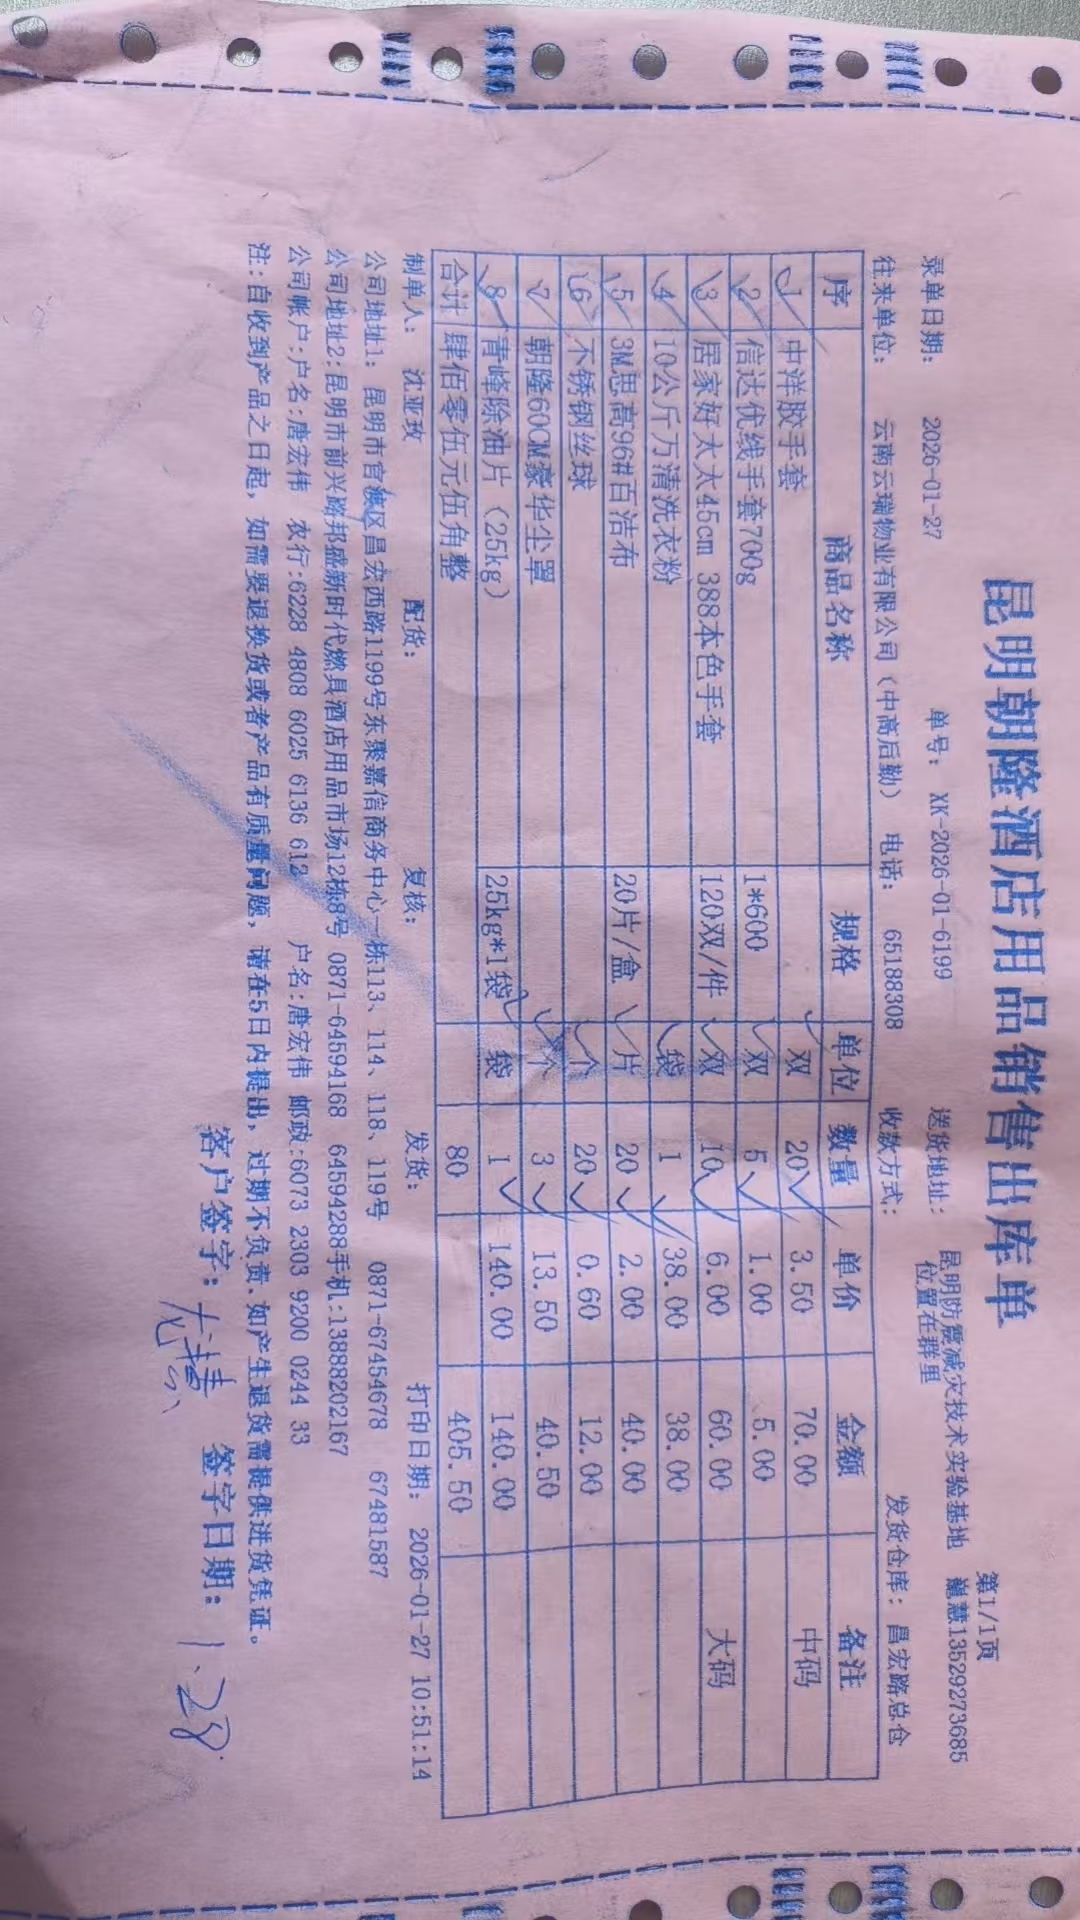 昆明朝隆酒店用品销售出库单
第1/1页
录单日期: 2026-01-27 单号: XK-2026-01-6199 送货地址: 昆明防震减灾技术实验基地 慧13529273685
位置在群里
往来单位: 云南云瑞物业有限公司(中高后勤) 电话: 65188308 收款方式: 发货仓库: 昌宏路总仓
序 商品名称 规格 单位 数量 单价 金额 备注
1 中洋胶手套 双 20 3.50 70.00 中码
2 信达优线手套700g 1*600 双 5 1.00 5.00
3 居家好太太45cm 388本色手套 120双/件 双 10 6.00 60.00 大码
4 10公斤万清洗衣粉 袋 1 38.00 38.00
5 3M思高96#百洁布 20片/盒 片 20 2.00 40.00
6 不锈钢丝球 个 20 0.60 12.00
7 朝隆60CM豪华尘罩 个 3 13.50 40.50
8 青峰除油片(25kg) 25kg*1袋 袋 1 140.00 140.00
合计 肆佰零伍元伍角整 80 405.50
制单人: 沈亚玫 配货: 复核: 发货: 打印日期: 2026-01-27 10:51:14
公司地址1: 昆明市官渡区昌宏西路1199号东聚嘉信商务中心一栋113、114、118、119号 0871-67454678 67481587
公司地址2:昆明市前兴路邦盛新时代燃具酒店用品市场12栋8号 0871-64594168 64594288手机:13888202167
公司帐户:户名:唐宏伟 农行:6228 4808 6025 6136 612 户名:唐宏伟 邮政:6073 2303 9200 0244 33
注:自收到产品之日起,如需要退换货或者产品有质量问题,请在5日内提出,过期不负责、如产生退货需提供进货凭证。
客户签字: 签字日期: 1.28